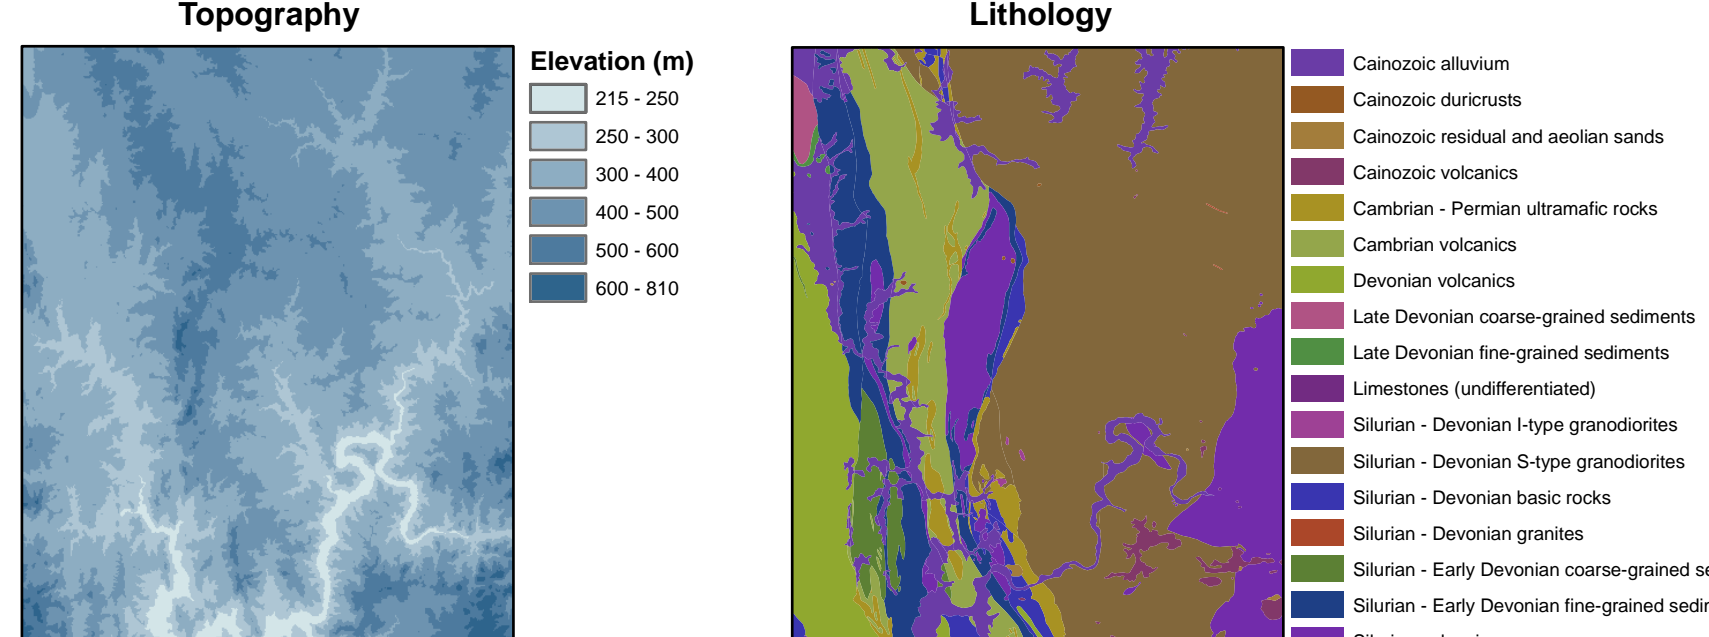 Topography
Elevation (m)
215 - 250
250 - 300
300 - 400
400 - 500
500 - 600
600 - 810
Lithology
Cainozoic alluvium
Cainozoic duricrusts
Cainozoic residual and aeolian sands
Cainozoic volcanics
Cambrian - Permian ultramafic rocks
Cambrian volcanics
Devonian volcanics
Late Devonian coarse-grained sediments
Late Devonian fine-grained sediments
Limestones (undifferentiated)
Silurian - Devonian I-type granodiorites
Silurian - Devonian S-type granodiorites
Silurian - Devonian basic rocks
Silurian - Devonian granites
Silurian - Early Devonian coarse-grained se
Silurian - Early Devonian fine-grained sedi